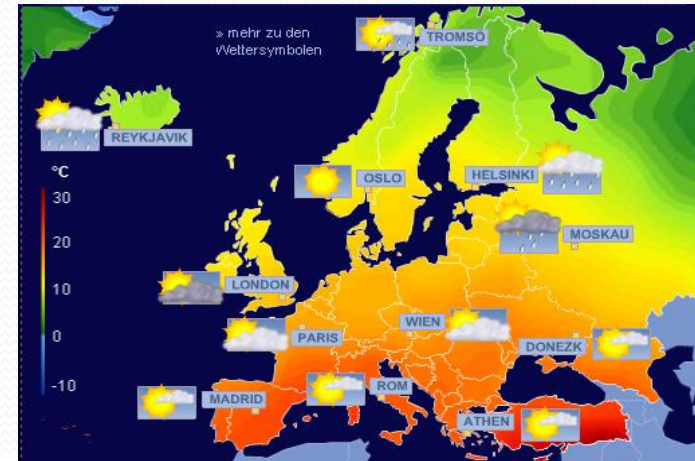 » mehr zu den
Wettersymbolen
TROMSÖ
REYKJAVIK
°C
30
20
10
0
-10
OSLO
HELSINKI
MOSKAU
LONDON
PARIS
WIEN
DONEZK
MADRID
ROM
ATHEN